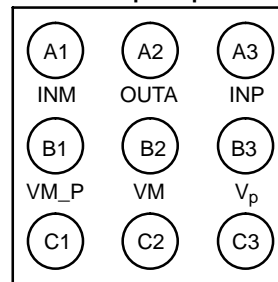 A1 A2 A3
INM OUTA INP
B1 B2 B3
VM_P VM Vp
C1 C2 C3